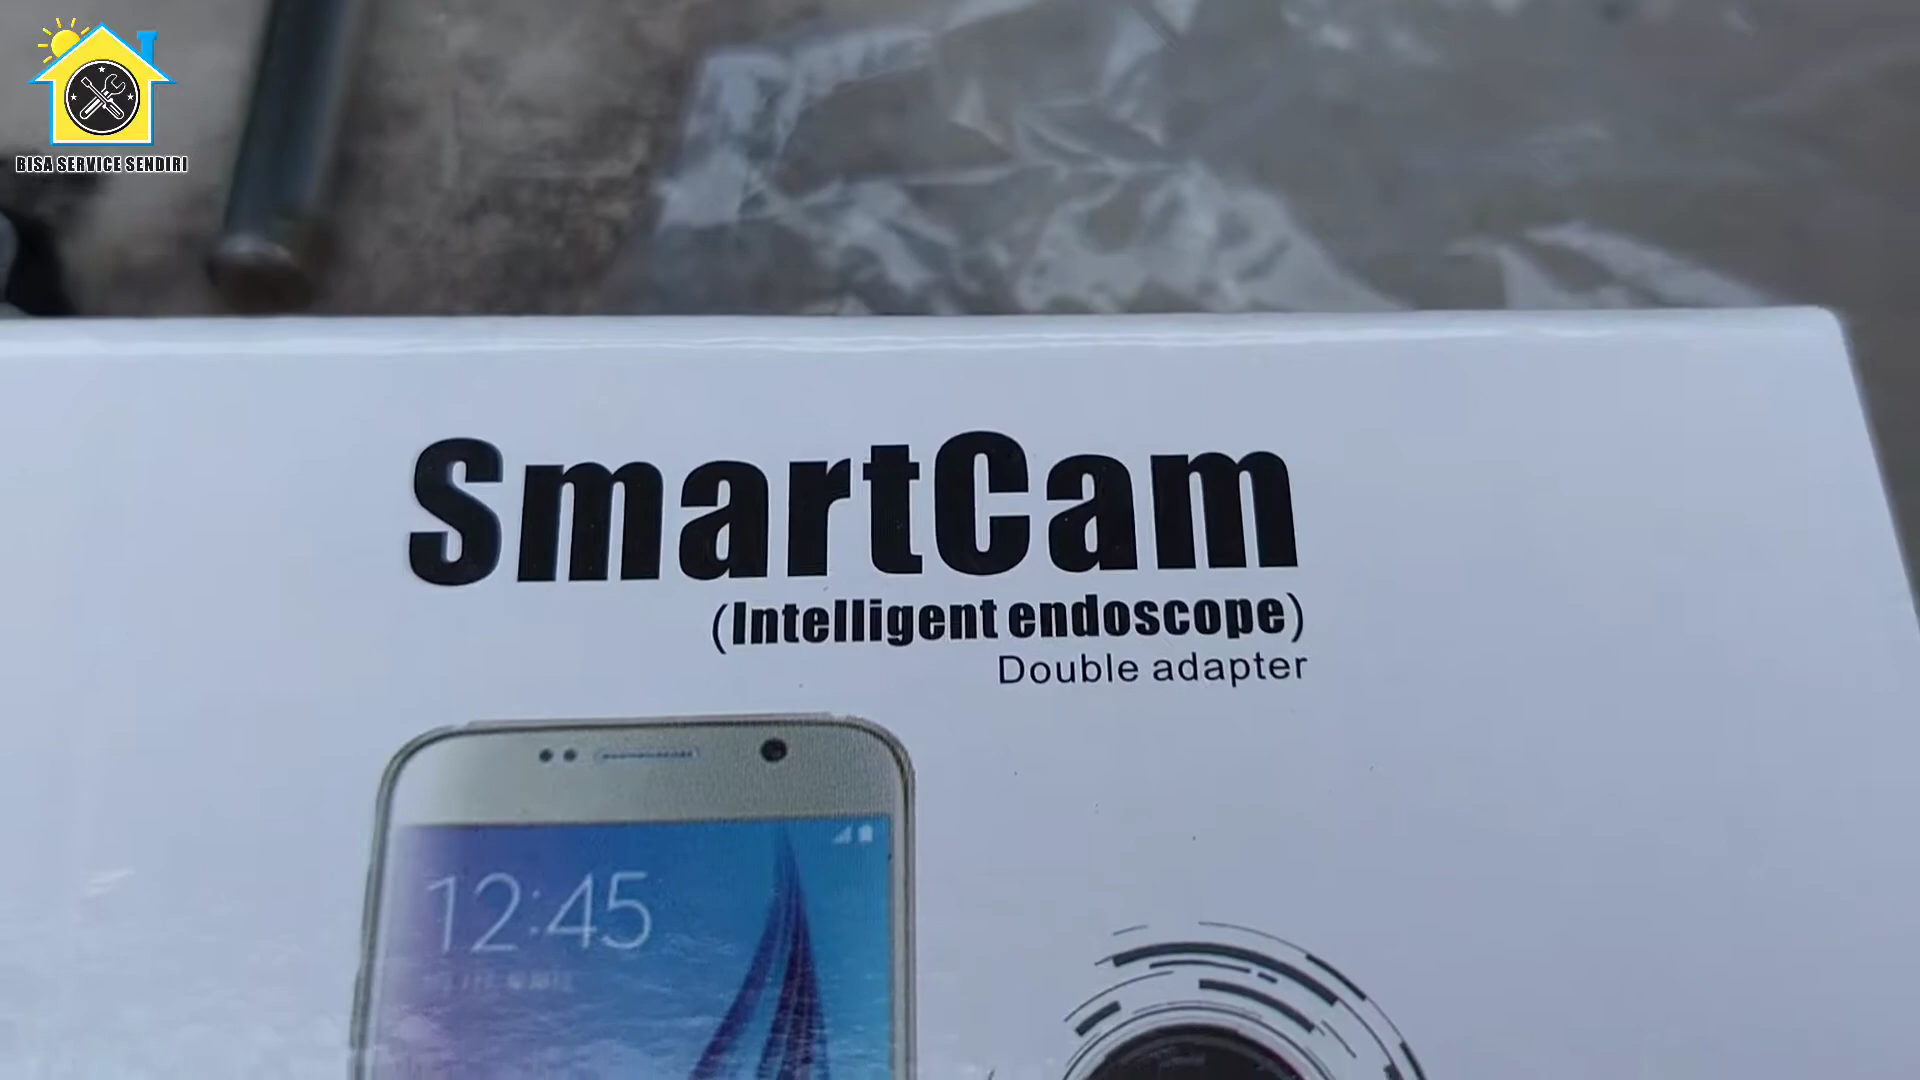 BISA SERVICE SENDIRI
SmartCam
(Intelligent endoscope)
Double adapter
12:45